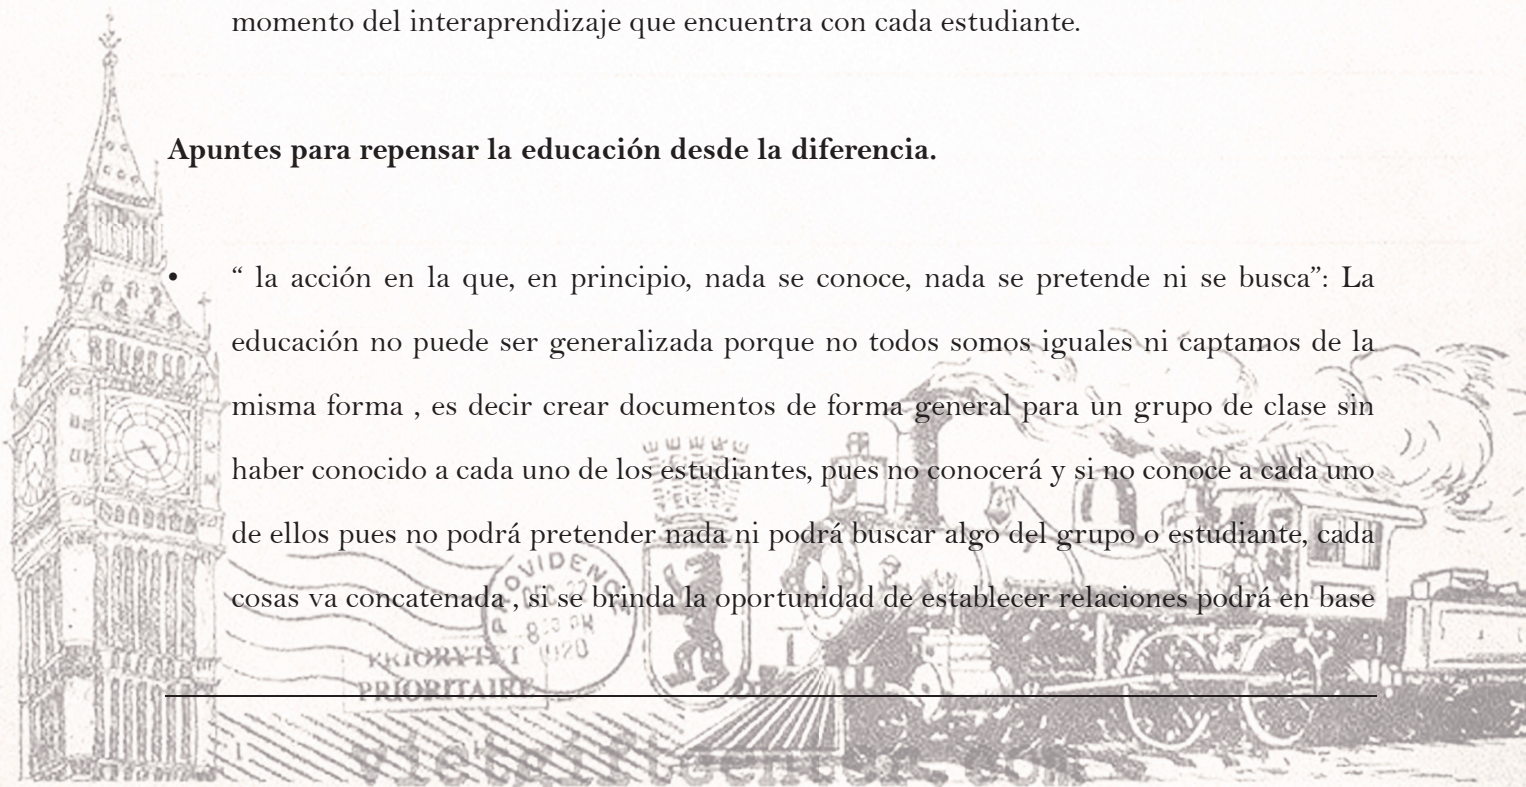 momento del interaprendizaje que encuentra con cada estudiante.
Apuntes para repensar la educación desde la diferencia.
• “ la acción en la que, en principio, nada se conoce, nada se pretende ni se busca”: La
educación no puede ser generalizada porque no todos somos iguales ni captamos de la
misma forma , es decir crear documentos de forma general para un grupo de clase sin
haber conocido a cada uno de los estudiantes, pues no conocerá y si no conoce a cada uno
de ellos pues no podrá pretender nada ni podrá buscar algo del grupo o estudiante, cada
cosas va concatenada , si se brinda la oportunidad de establecer relaciones podrá en base
PROVIDENCE
1920
PRIORYTET
PRIORITAIRE